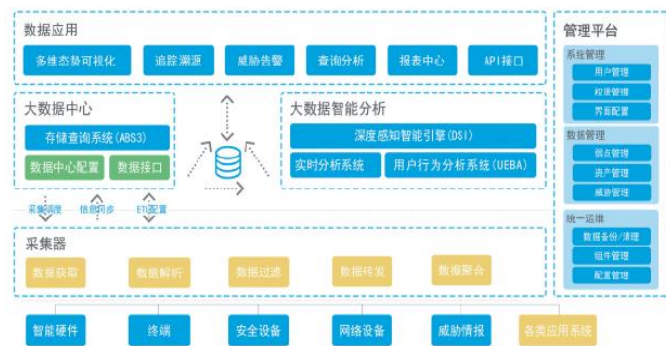 数据应用
多维态势可视化
追踪溯源
威胁告警
查询分析
报表中心
API接口
大数据中心
存储查询系统(ABS3)
数据中心配置
数据接口
大数据智能分析
深度感知智能引擎(DSI)
实时分析系统
用户行为分析系统(UEBA)
采集调度
信息同步
ETL配置
采集器
数据获取
数据解析
数据过滤
数据转发
数据聚合
智能硬件
终端
安全设备
网络设备
威胁情报
各类应用系统
管理平台
系统管理
用户管理
权限管理
界面配置
数据管理
弱点管理
资产管理
威胁管理
统一运维
数据备份/清理
组件管理
配置管理